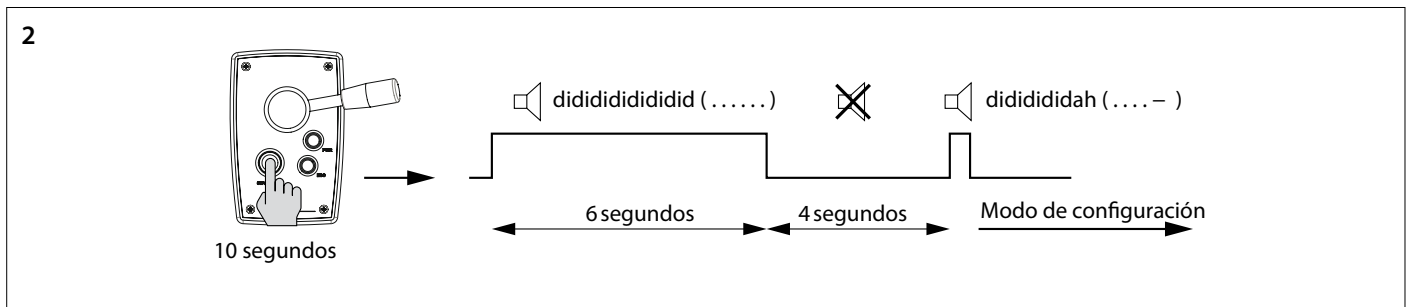 2
didididididid ( . . . . . . )
didididah ( . . . . – )
6 segundos
4 segundos
Modo de configuración
10 segundos